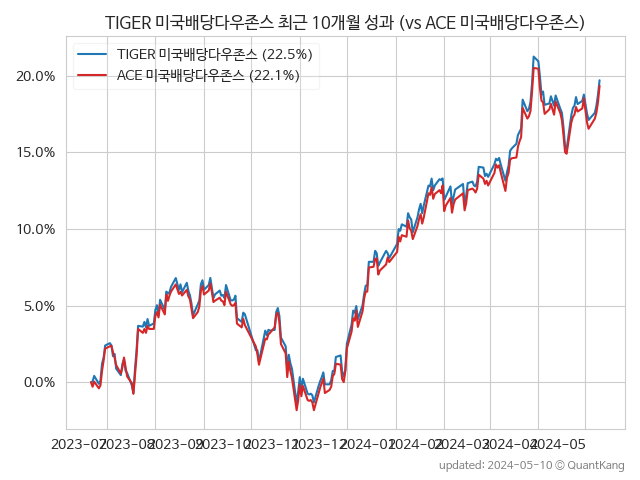 TIGER 미국배당다우존스 최근 10개월 성과 (vs ACE 미국배당다우존스)
TIGER 미국배당다우존스 (22.5%)
ACE 미국배당다우존스 (22.1%)
20.0%
15.0%
10.0%
5.0%
0.0%
2023-07 2023-08 2023-09 2023-10 2023-11 2023-12 2024-01 2024-02 2024-03 2024-04 2024-05
updated: 2024-05-10 © QuantKang